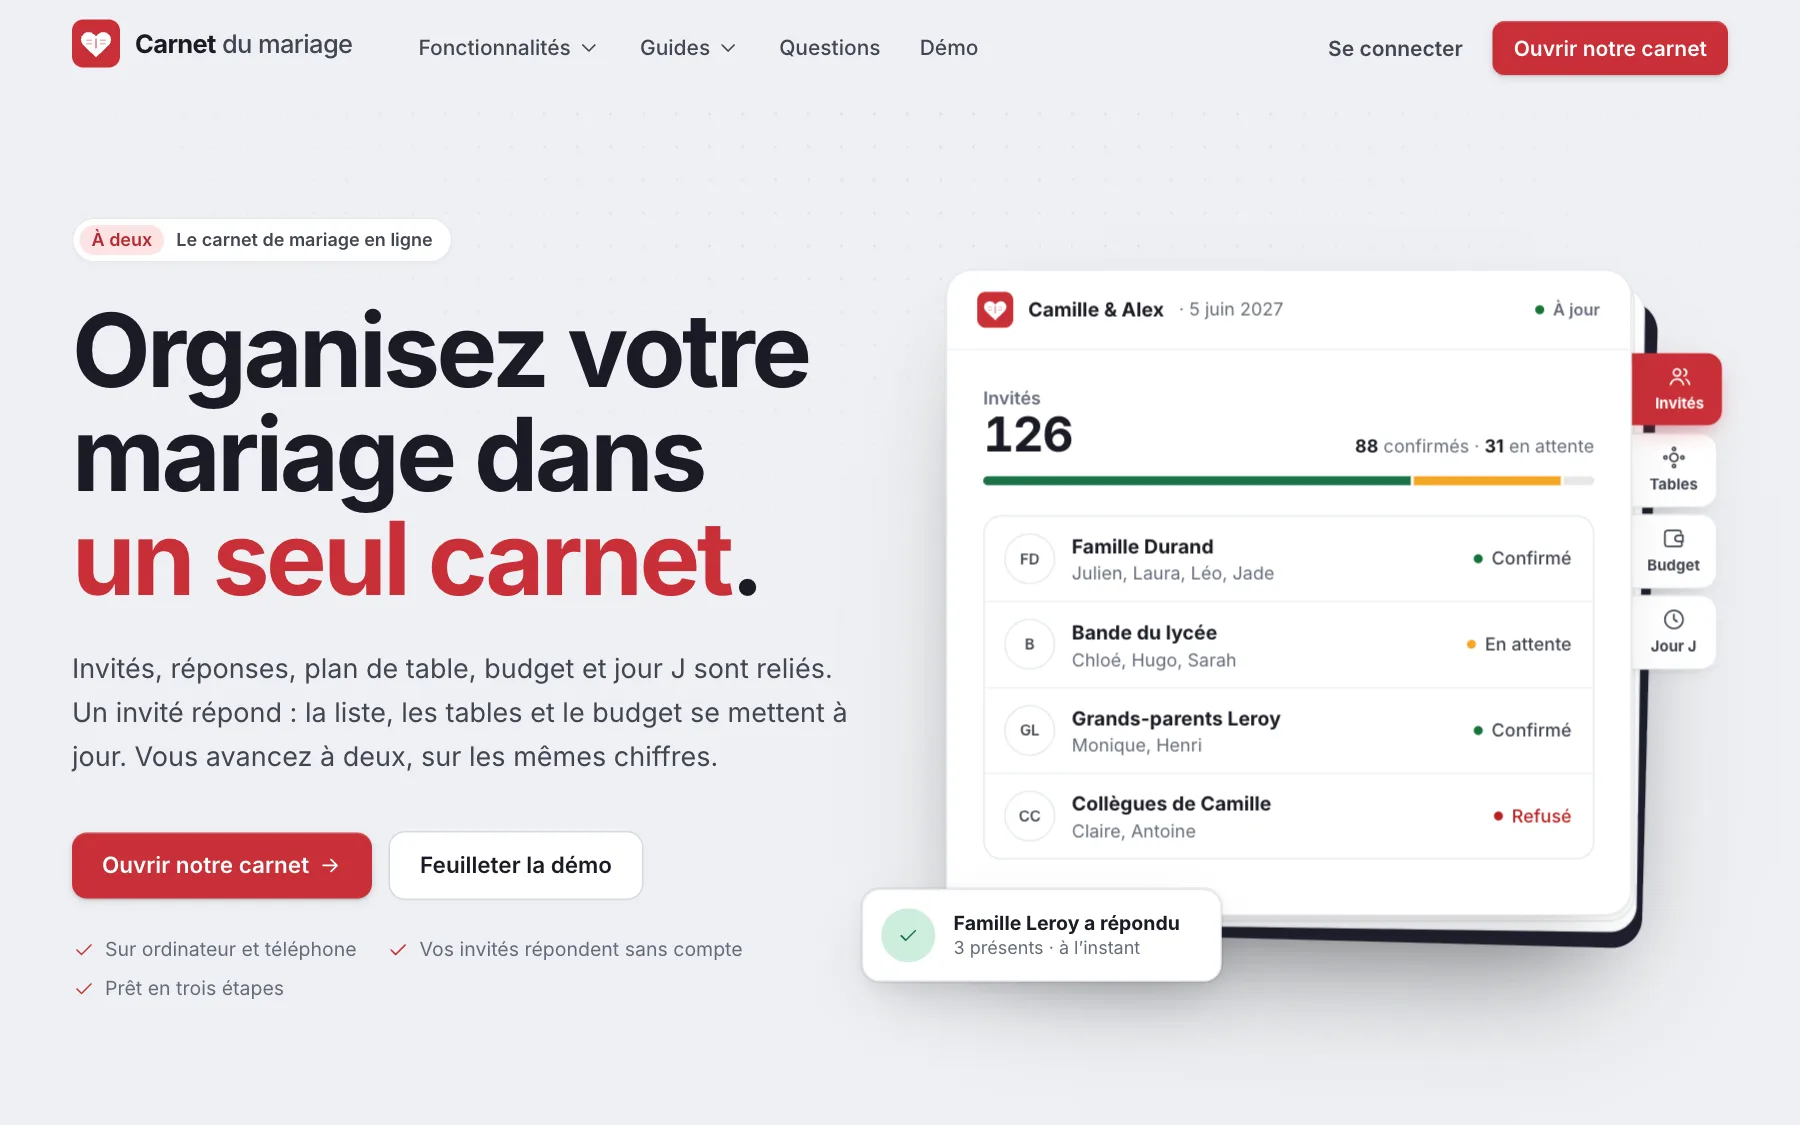 Carnet du mariage
Fonctionnalités
Guides
Questions
Démo
Se connecter
Ouvrir notre carnet
À deux
Le carnet de mariage en ligne
Organisez votre
mariage dans
un seul carnet.
Invités, réponses, plan de table, budget et jour J sont reliés.
Un invité répond : la liste, les tables et le budget se mettent à
jour. Vous avancez à deux, sur les mêmes chiffres.
Ouvrir notre carnet →
Feuilleter la démo
Sur ordinateur et téléphone
Vos invités répondent sans compte
Prêt en trois étapes
Camille & Alex · 5 juin 2027
À jour
Invités
126
88 confirmés · 31 en attente
FD
Famille Durand
Julien, Laura, Léo, Jade
Confirmé
B
Bande du lycée
Chloé, Hugo, Sarah
En attente
GL
Grands-parents Leroy
Monique, Henri
Confirmé
CC
Collègues de Camille
Claire, Antoine
Refusé
Invités
Tables
Budget
Jour J
Famille Leroy a répondu
3 présents · à l’instant